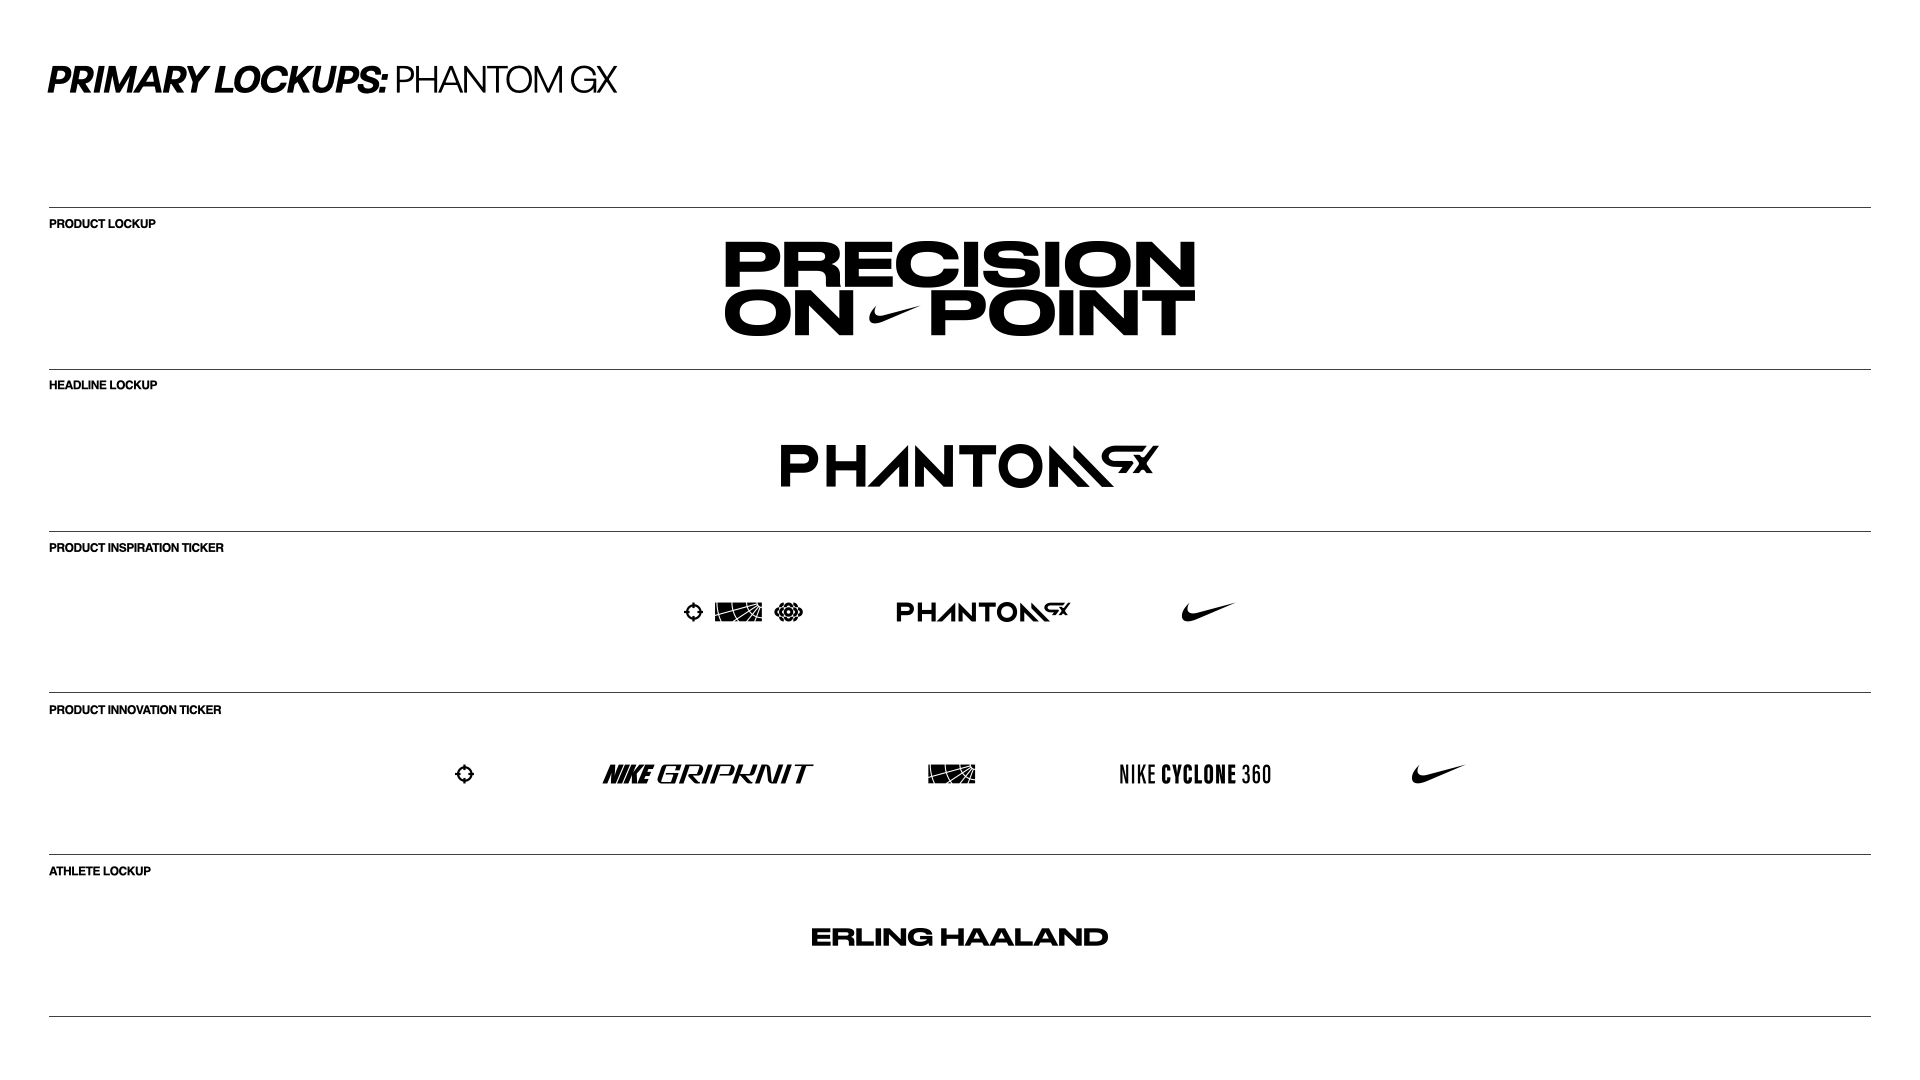 PRIMARY LOCKUPS: PHANTOM GX
PRODUCT LOCKUP
PRECISION
ON POINT
HEADLINE LOCKUP
PHANTOM GX
PRODUCT INSPIRATION TICKER
PHANTOM GX
PRODUCT INNOVATION TICKER
NIKE GRIPKNIT
NIKE CYCLONE 360
ATHLETE LOCKUP
ERLING HAALAND